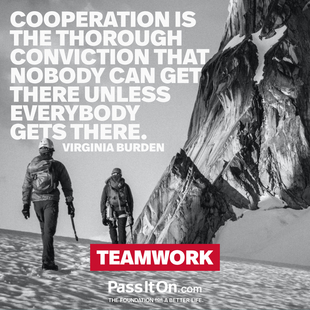 COOPERATION IS
THE THOROUGH
CONVICTION THAT
NOBODY CAN GET
THERE UNLESS
EVERYBODY
GETS THERE.
VIRGINIA BURDEN
TEAMWORK
PassItOn.com
THE FOUNDATION FOR A BETTER LIFE